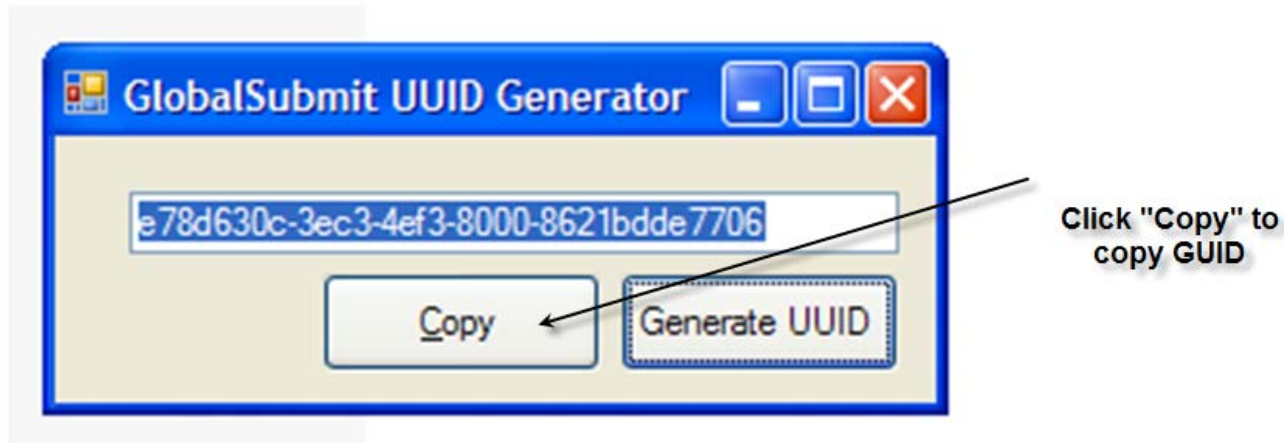 GlobalSubmit UUID Generator
e78d630c-3ec3-4ef3-8000-8621bdde7706
Copy
Generate UUID
Click "Copy" to
copy GUID